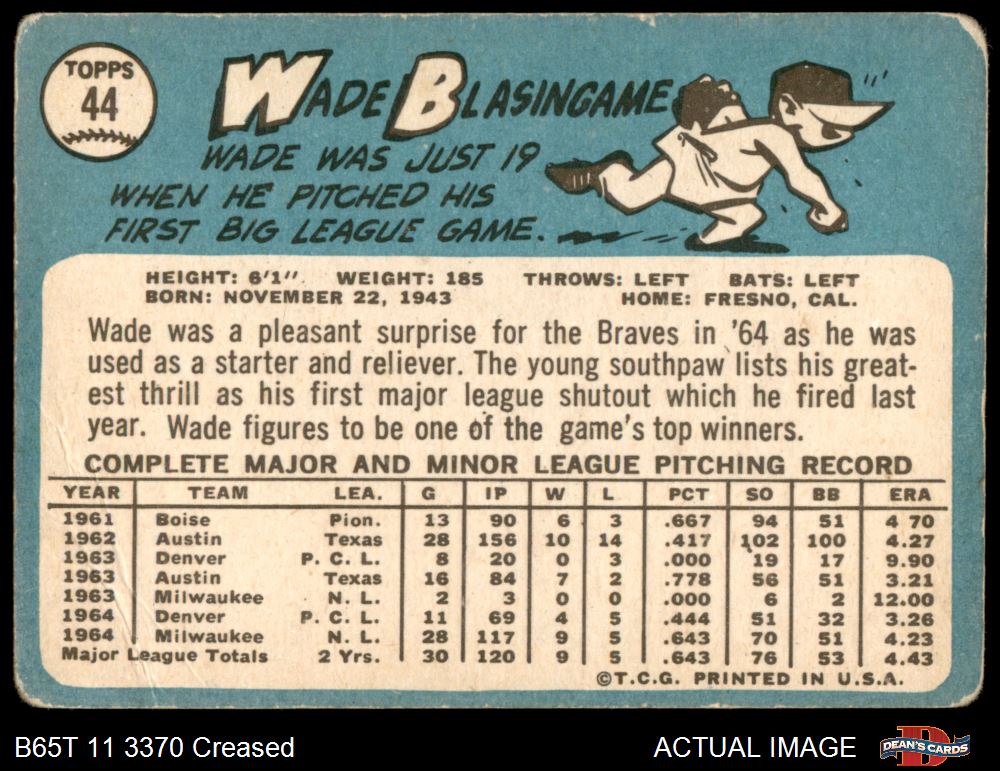 TOPPS
44
WADE BLASINGAME
WADE WAS JUST 19
WHEN HE PITCHED HIS
FIRST BIG LEAGUE GAME.
HEIGHT: 6'1". WEIGHT: 185 THROWS: LEFT BATS: LEFT
BORN: NOVEMBER 22, 1943 HOME: FRESNO, CAL.
Wade was a pleasant surprise for the Braves in '64 as he was
used as a starter and reliever. The young southpaw lists his great-
est thrill as his first major league shutout which he fired last
year. Wade figures to be one of the game's top winners.
COMPLETE MAJOR AND MINOR LEAGUE PITCHING RECORD
YEAR TEAM LEA. G IP W L PCT SO BB ERA
1961 Boise Pion. 13 90 6 3 .667 94 51 4 70
1962 Austin Texas 28 156 10 14 .417 102 100 4.27
1963 Denver P. C. L. 8 20 0 3 .000 19 17 9.90
1963 Austin Texas 16 84 7 2 .778 56 51 3.21
1963 Milwaukee N. L. 2 3 0 0 .000 6 2 12.00
1964 Denver P. C. L. 11 69 4 5 .444 51 32 3.26
1964 Milwaukee N. L. 28 117 9 5 .643 70 51 4.23
Major League Totals 2 Yrs. 30 120 9 5 .643 76 53 4.43
©T.C.G. PRINTED IN U.S.A.
B65T 11 3370 Creased ACTUAL IMAGE DEAN'S CARDS